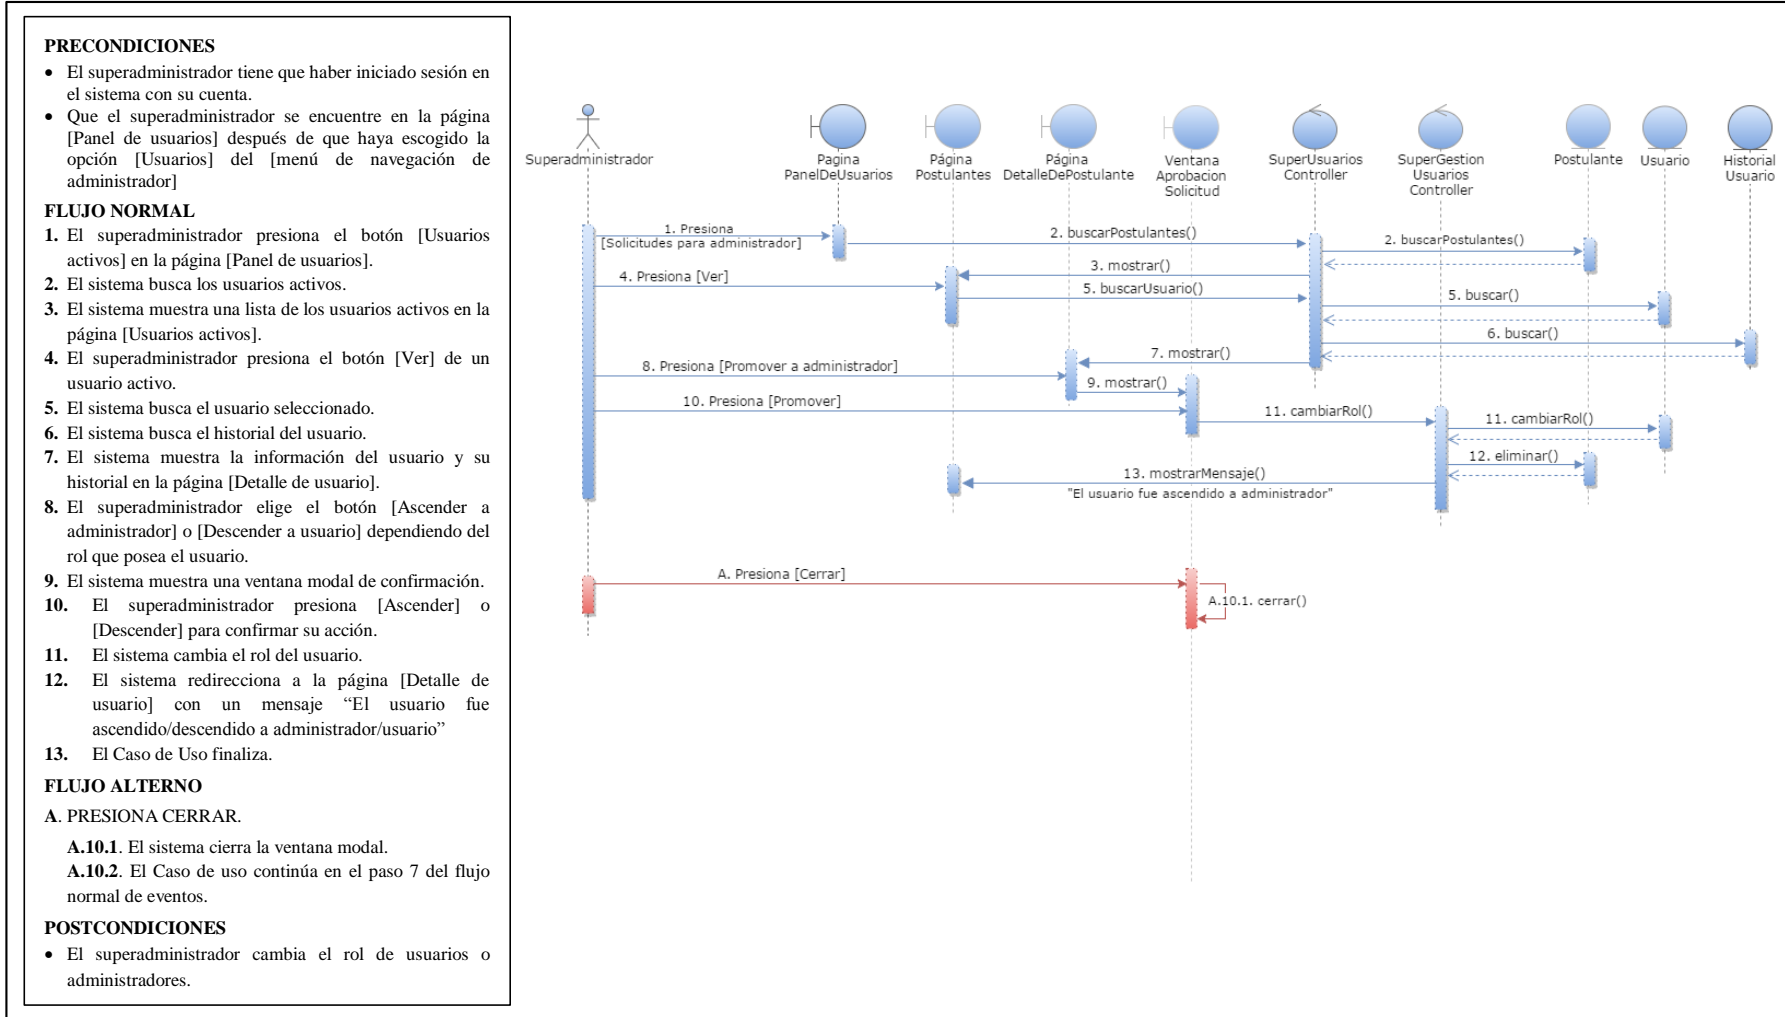 PRECONDICIONES
• El superadministrador tiene que haber iniciado sesión en
el sistema con su cuenta.
• Que el superadministrador se encuentre en la página
[Panel de usuarios] después de que haya escogido la
opción [Usuarios] del [menú de navegación de
administrador]
FLUJO NORMAL
1. El superadministrador presiona el botón [Usuarios
activos] en la página [Panel de usuarios].
2. El sistema busca los usuarios activos.
3. El sistema muestra una lista de los usuarios activos en la
página [Usuarios activos].
4. El superadministrador presiona el botón [Ver] de un
usuario activo.
5. El sistema busca el usuario seleccionado.
6. El sistema busca el historial del usuario.
7. El sistema muestra la información del usuario y su
historial en la página [Detalle de usuario].
8. El superadministrador elige el botón [Ascender a
administrador] o [Descender a usuario] dependiendo del
rol que posea el usuario.
9. El sistema muestra una ventana modal de confirmación.
10. El superadministrador presiona [Ascender] o
[Descender] para confirmar su acción.
11. El sistema cambia el rol del usuario.
12. El sistema redirecciona a la página [Detalle de
usuario] con un mensaje “El usuario fue
ascendido/descendido a administrador/usuario”
13. El Caso de Uso finaliza.
FLUJO ALTERNO
A. PRESIONA CERRAR.
A.10.1. El sistema cierra la ventana modal.
A.10.2. El Caso de uso continúa en el paso 7 del flujo
normal de eventos.
POSTCONDICIONES
• El superadministrador cambia el rol de usuarios o
administradores.
Superadministrador
Pagina
PanelDeUsuarios
Página
Postulantes
Página
DetalleDePostulante
Ventana
Aprobacion
Solicitud
SuperUsuarios
Controller
SuperGestion
Usuarios
Controller
Postulante
Usuario
Historial
Usuario
1. Presiona
[Solicitudes para administrador]
2. buscarPostulantes()
2. buscarPostulantes()
3. mostrar()
4. Presiona [Ver]
5. buscarUsuario()
5. buscar()
6. buscar()
7. mostrar()
8. Presiona [Promover a administrador]
9. mostrar()
10. Presiona [Promover]
11. cambiarRol()
11. cambiarRol()
12. eliminar()
13. mostrarMensaje()
"El usuario fue ascendido a administrador"
A. Presiona [Cerrar]
A.10.1. cerrar()